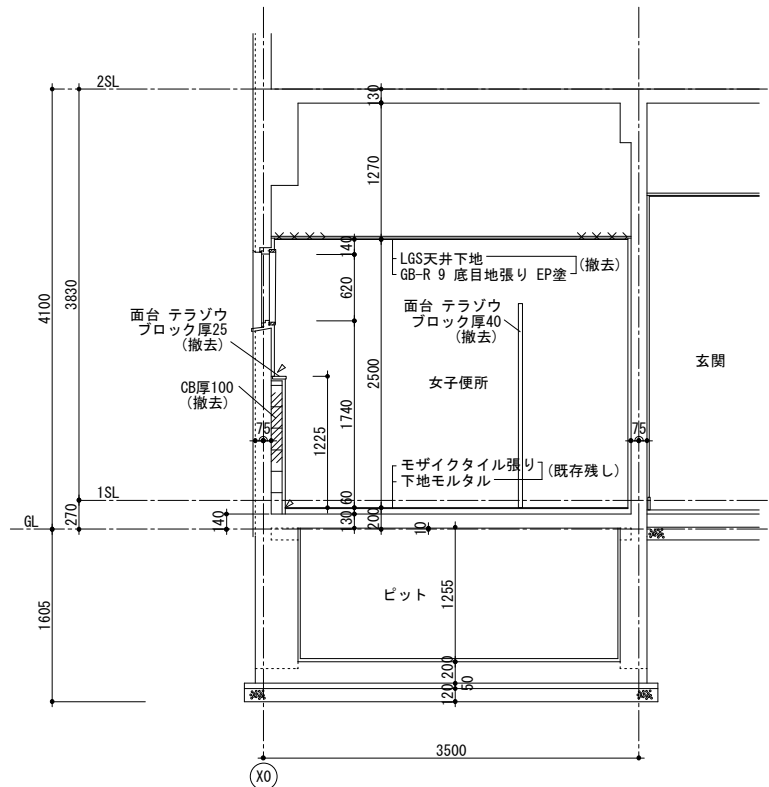 2SL
130
1270
140
LGS天井下地
GB-R 9 底目地張り EP塗
(撤去)
3830
4100
620
面台 テラゾウ
ブロック厚25
(撤去)
面台 テラゾウ
ブロック厚40
(撤去)
玄関
2500
女子便所
CB厚100
(撤去)
1740
1225
75
75
モザイクタイル張り
下地モルタル
(既存残し)
1SL
60
GL
270
140
130
200
10
1605
ピット
1255
200
50
120
3500
X0